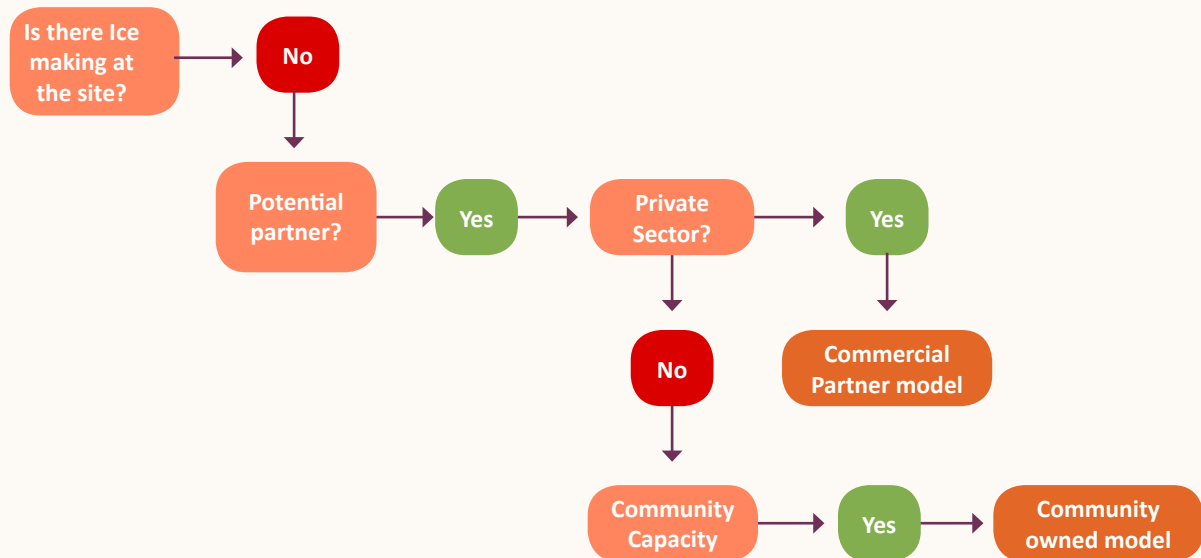 Is there Ice
making at
the site?
No
Potential
partner?
Yes
Private
Sector?
Yes
No
Commercial
Partner model
Community
Capacity
Yes
Community
owned model